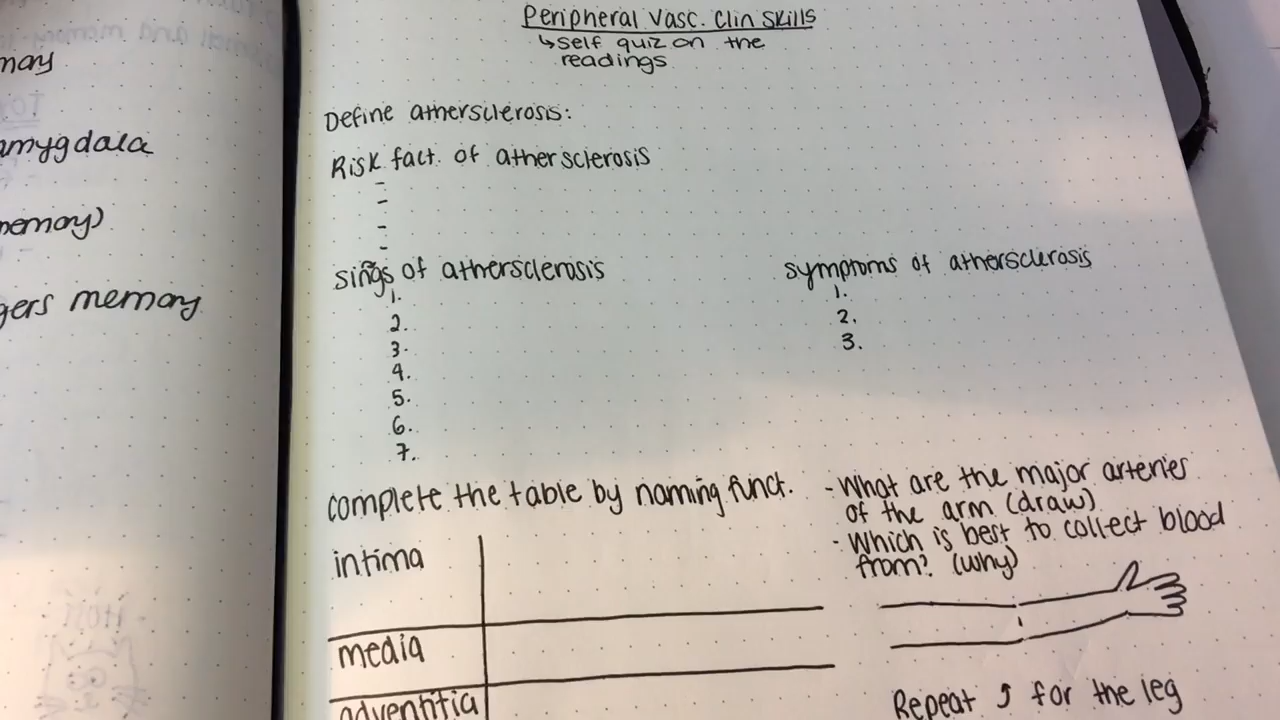 may
amygdala
memory)
gers memory
Peripheral Vasc. Clin Skills
↳ self quiz on the
readings
Define athersclerosis:
Risk fact. of athersclerosis
-
-
-
-
sings of athersclerosis
1.
2.
3.
4.
5.
6.
7.
symptoms of athersclerosis
1.
2.
3.
complete the table by naming funct.
intima
media
adventitia
- What are the major arteries
of the arm (draw)
- Which is best to collect blood
from? (why)
Repeat ⤴ for the leg